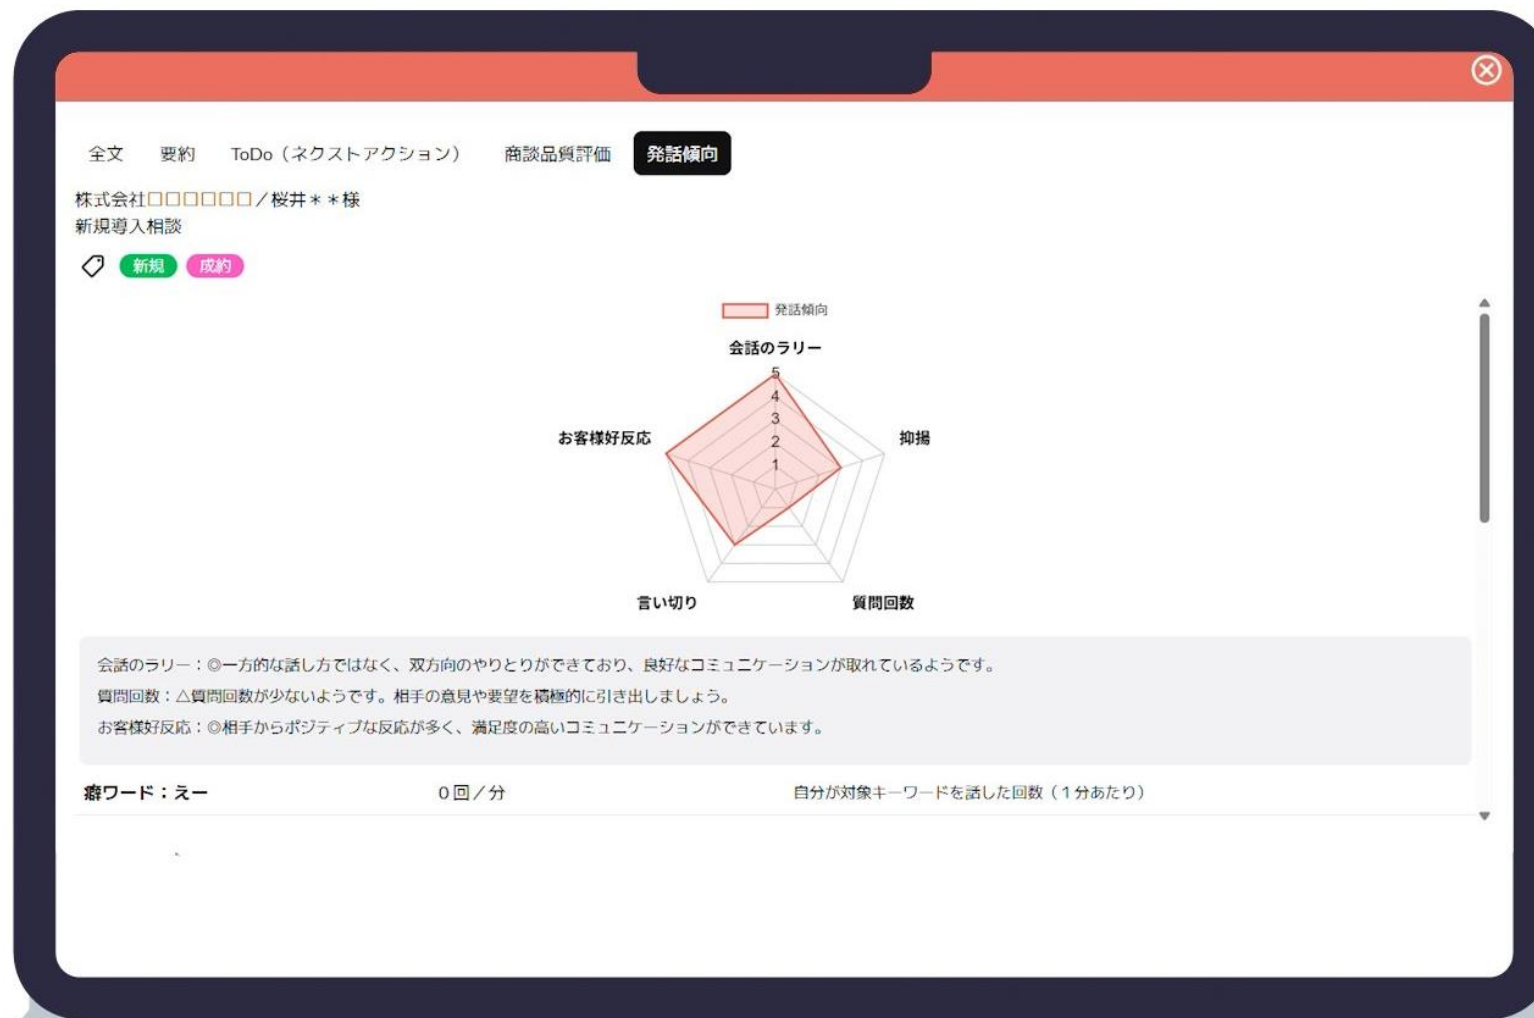 全文 要約 ToDo（ネクストアクション） 商談品質評価 発話傾向
株式会社□□□□□□／桜井＊＊様
新規導入相談
新規 成約
発話傾向
会話のラリー
5
4
3
2
1
お客様好反応
抑揚
言い切り
質問回数
会話のラリー：◎一方的な話し方ではなく、双方向のやりとりができており、良好なコミュニケーションが取れているようです。
質問回数：△質問回数が少ないようです。相手の意見や要望を積極的に引き出しましょう。
お客様好反応：◎相手からポジティブな反応が多く、満足度の高いコミュニケーションができています。
癖ワード：えー 0回／分 自分が対象キーワードを話した回数（1分あたり）